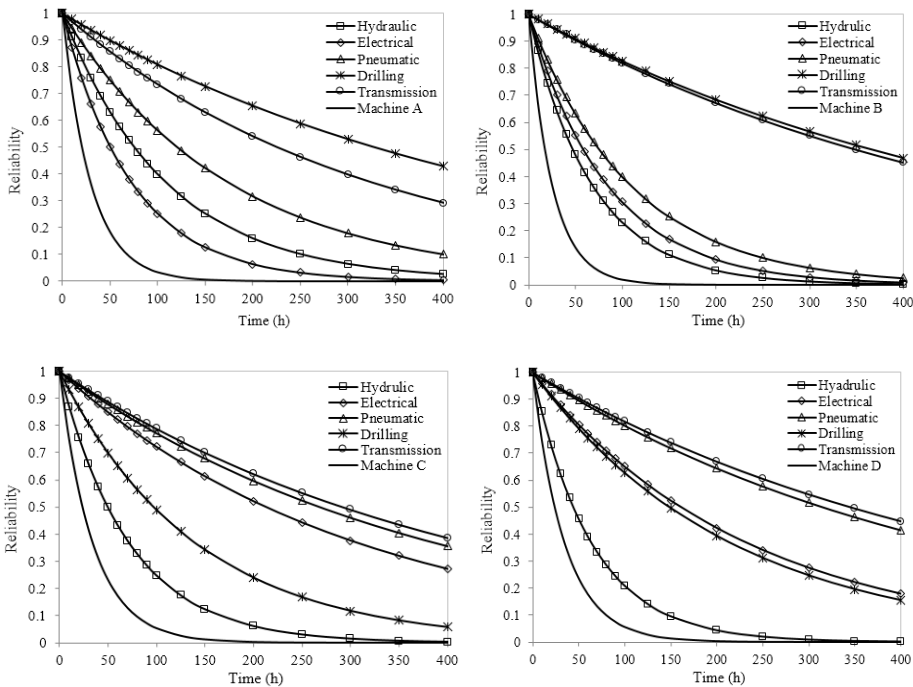 1
0.9
0.8
0.7
0.6
0.5
0.4
0.3
0.2
0.1
0
Reliability
0 50 100 150 200 250 300 350 400
Time (h)
Hydraulic
Electrical
Pneumatic
Drilling
Transmission
Machine A
1
0.9
0.8
0.7
0.6
0.5
0.4
0.3
0.2
0.1
0
Reliability
0 50 100 150 200 250 300 350 400
Time (h)
Hydrulic
Electrical
Pneumatic
Drilling
Transmission
Machine B
1
0.9
0.8
0.7
0.6
0.5
0.4
0.3
0.2
0.1
0
Reliability
0 50 100 150 200 250 300 350 400
Time (h)
Hydrulic
Electrical
Pneumatic
Drilling
Transmission
Machine C
1
0.9
0.8
0.7
0.6
0.5
0.4
0.3
0.2
0.1
0
Reliability
0 50 100 150 200 250 300 350 400
Time (h)
Hyadrulic
Electrical
Pneumatic
Drilling
Transmission
Machine D